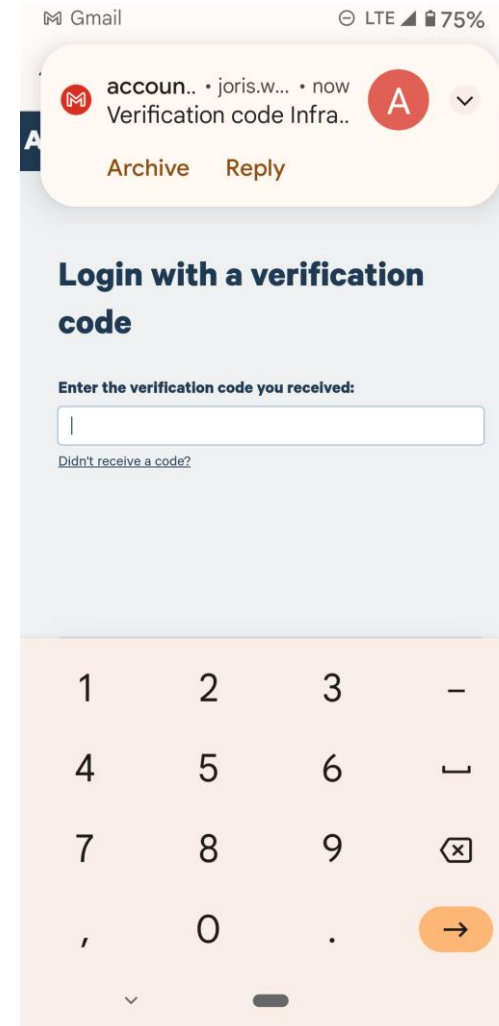 Gmail LTE 75%
accoun.. • joris.w... • now
Verification code Infra..
A
Archive Reply
A
Login with a verification
code
Enter the verification code you received:
Didn't receive a code?
1 2 3 –
4 5 6
7 8 9
, 0 .